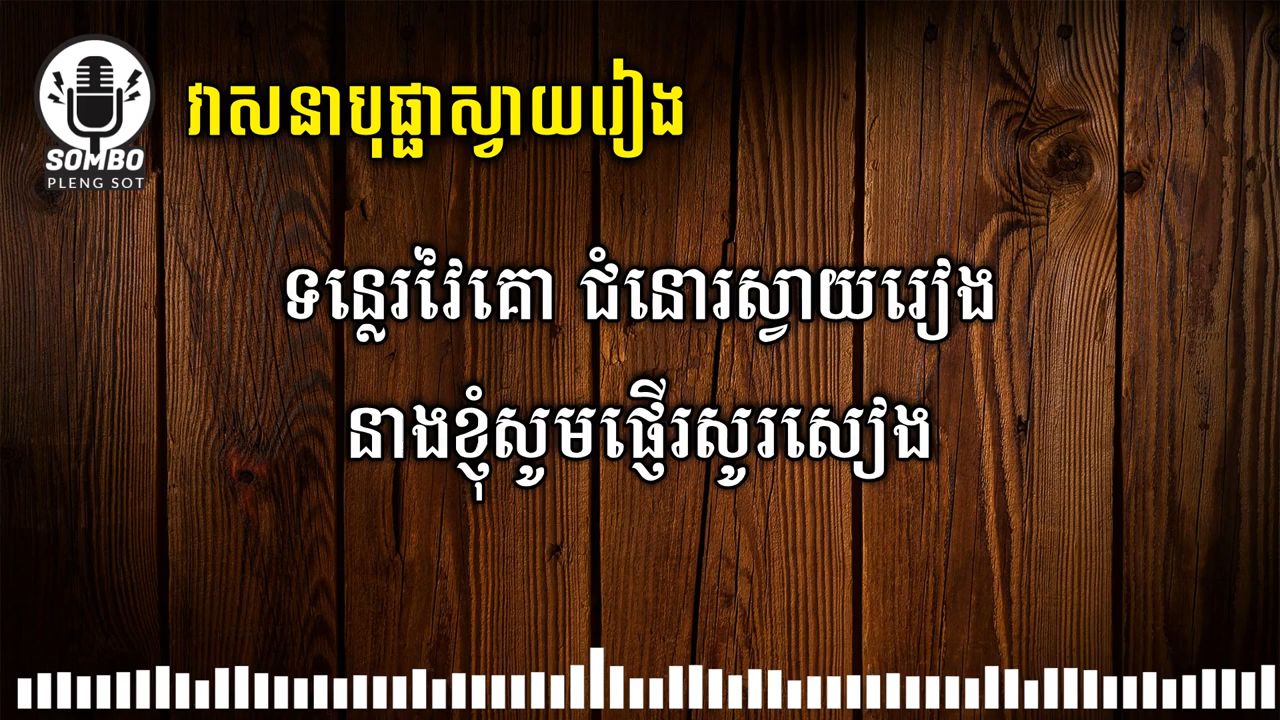 SOMBO
PLENG SOT
វាសនាបុផ្ផាស្វាយរៀង
ទន្លេរវៃគោ ជំនោរស្វាយរៀង
នាងខ្ញុំសូមផ្ញើរសូរសៀង